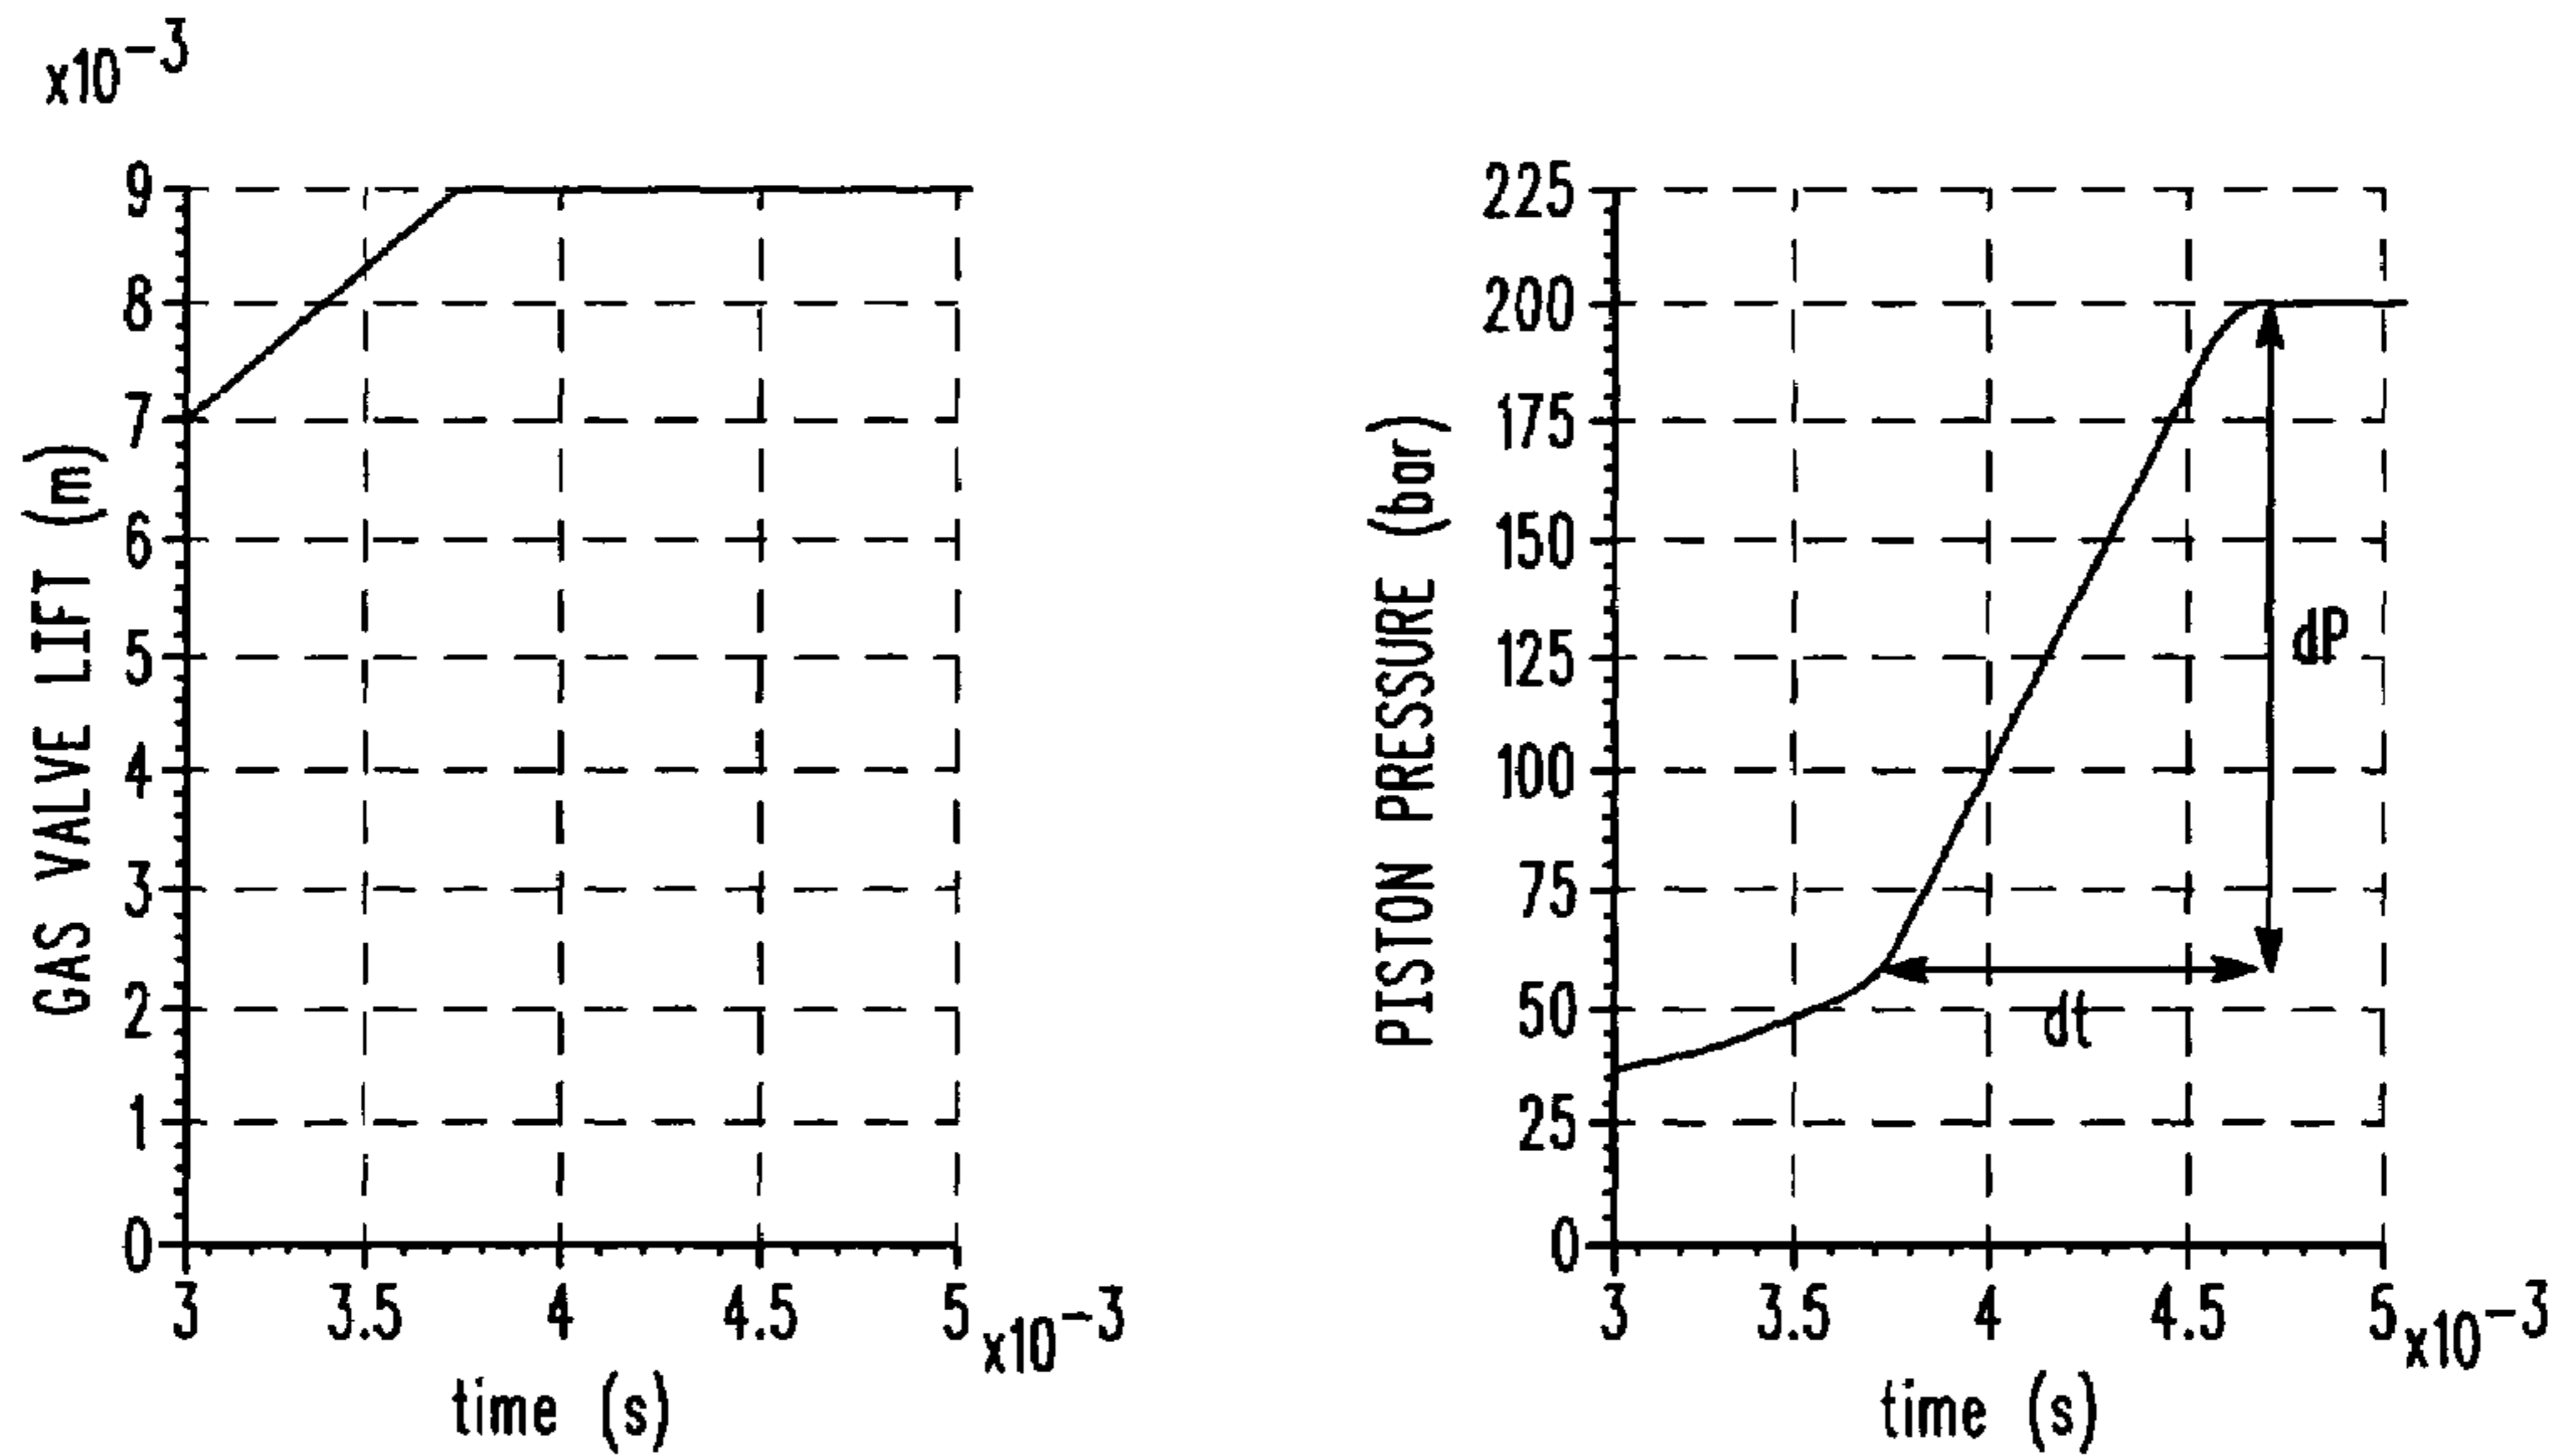 x10⁻³
GAS VALVE LIFT (m)
9
8
7
6
5
4
3
2
1
0
3 3.5 4 4.5 5 x10⁻³
time (s)
PISTON PRESSURE (bar)
225
200
175
150
125
100
75
50
25
0
dP
dt
3 3.5 4 4.5 5 x10⁻³
time (s)